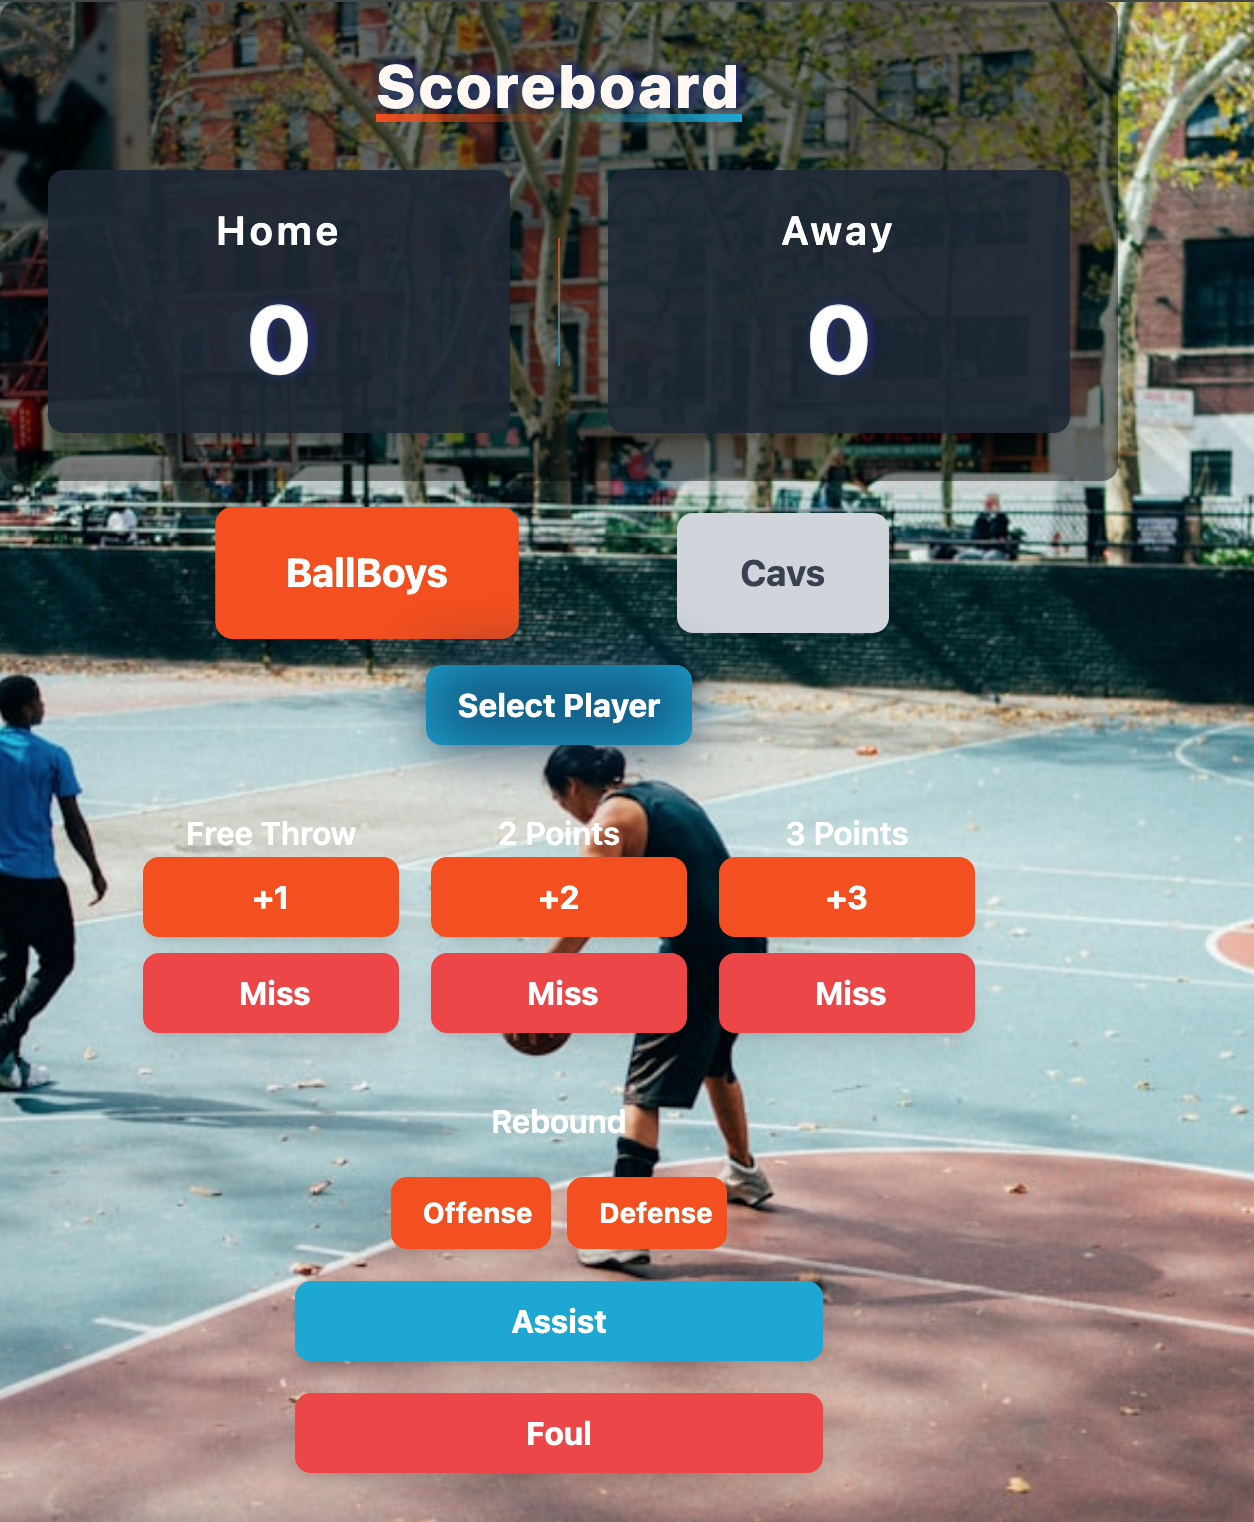 Scoreboard
Home
Away
0
0
BallBoys
Cavs
Select Player
Free Throw
2 Points
3 Points
+1
+2
+3
Miss
Miss
Miss
Rebound
Offense
Defense
Assist
Foul